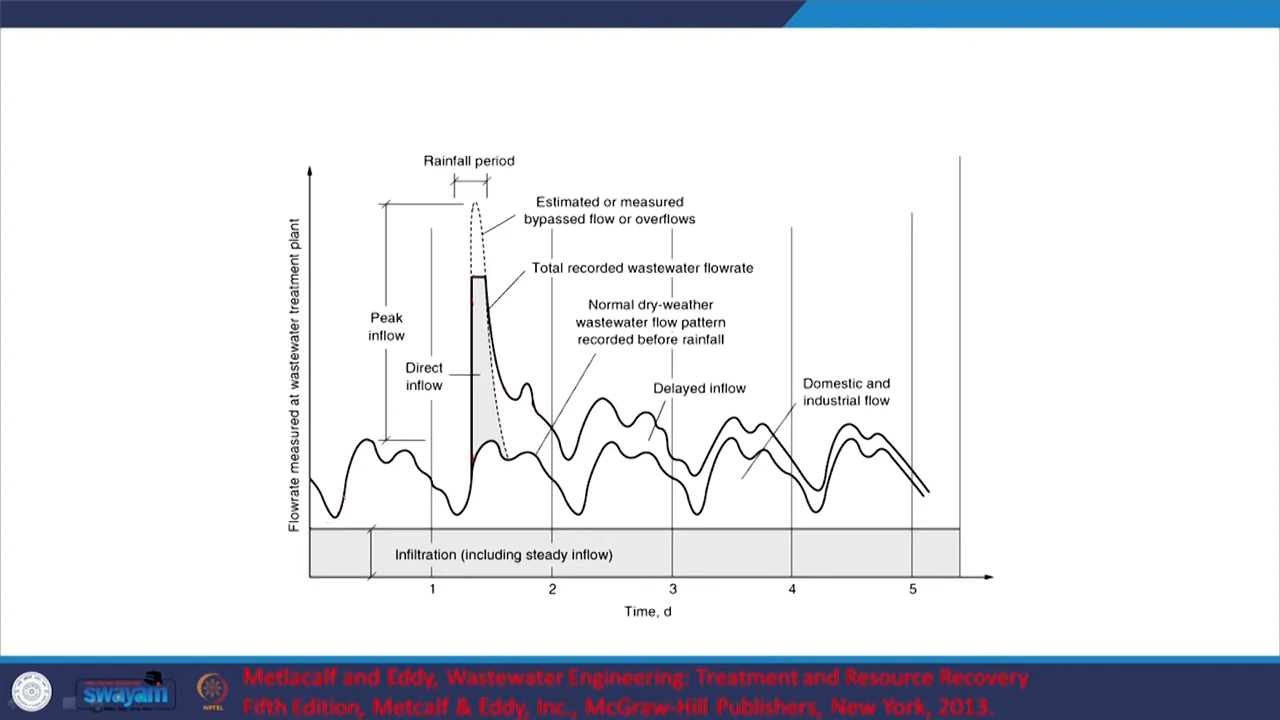 Rainfall period
Estimated or measured
bypassed flow or overflows
Total recorded wastewater flowrate
Normal dry-weather
wastewater flow pattern
recorded before rainfall
Peak
inflow
Direct
inflow
Delayed inflow
Domestic and
industrial flow
Flowrate measured at wastewater treatment plant
Infiltration (including steady inflow)
1 2 3 4 5
Time, d
swayam
NPTEL
Metlacalf and Eddy, Wastewater Engineering: Treatment and Resource Recovery
Fifth Edition, Metcalf & Eddy, Inc., McGraw-Hill Publishers, New York, 2013.